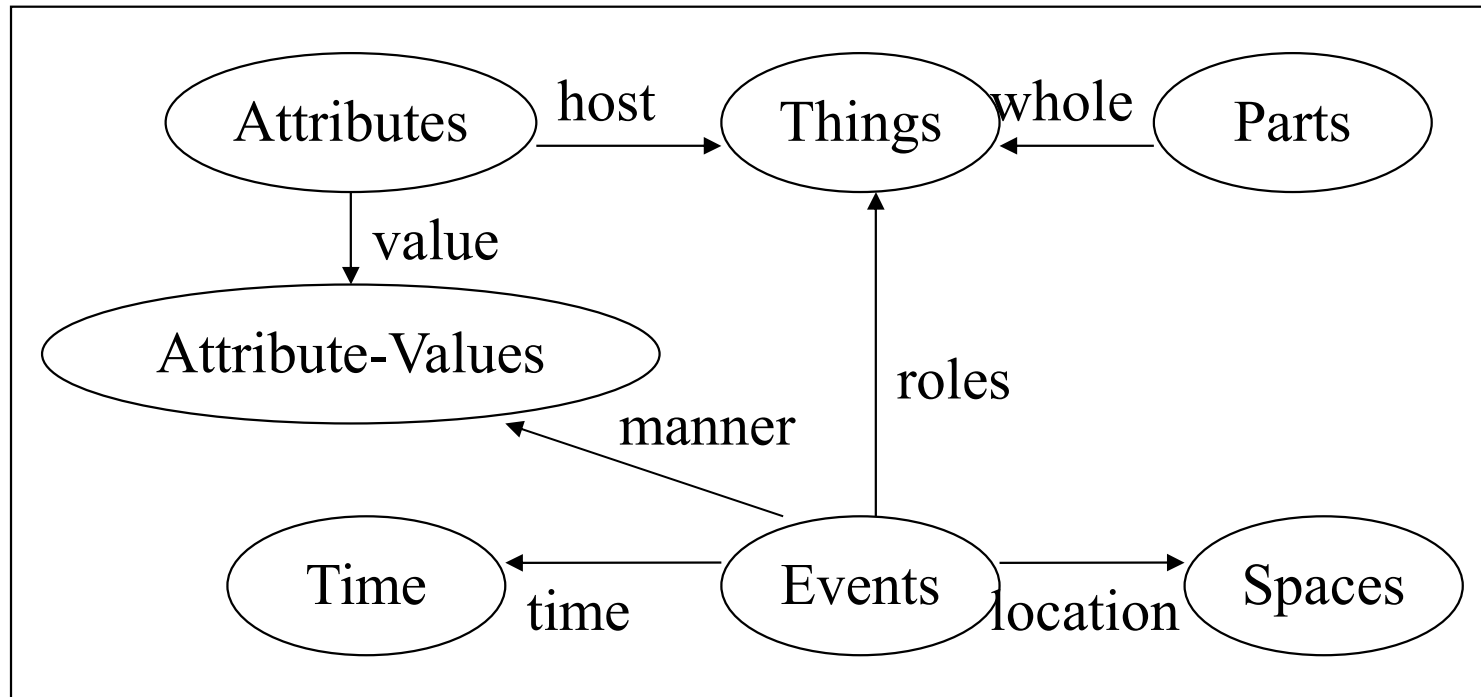 Attributes
host
Things
whole
Parts
value
Attribute-Values
roles
manner
Time
time
Events
location
Spaces